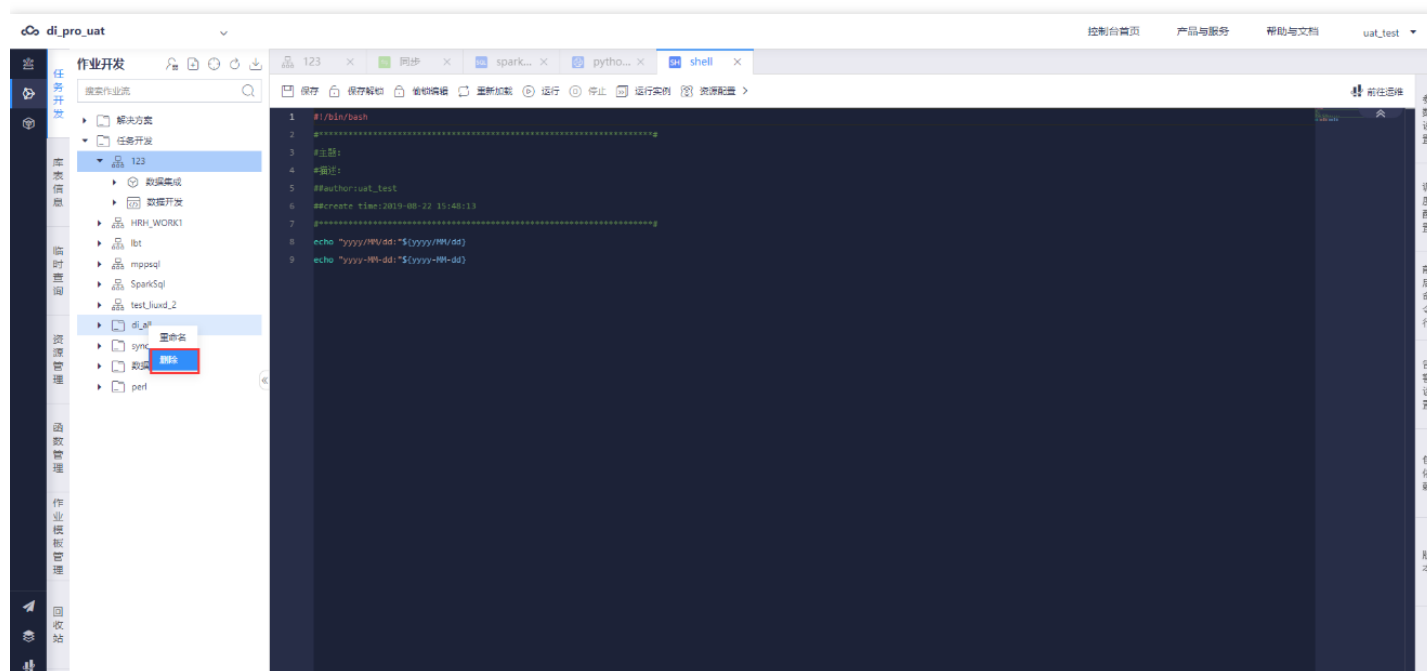 di_pro_uat 控制台首页 产品与服务 帮助与文档 uat_test
任务开发
库表信息
临时查询
资源管理
函数管理
作业模板管理
回收站
作业开发
搜索作业流
解决方案
任务开发
123
数据集成
数据开发
HRH_WORK1
lbt
mppsql
SparkSql
test_liuxd_2
di_all
sync
数据
perl
重命名
删除
123 同步 spark... pytho... shell
保存 保存解锁 偷锁编辑 重新加载 运行 停止 运行实例 资源配置 前往运维
1 #!/bin/bash
2 #********************************************************************#
3 #主题:
4 #描述:
5 ##author:uat_test
6 ##create time:2019-08-22 15:48:13
7 #********************************************************************#
8 echo "yyyy/MM/dd:"${yyyy/MM/dd}
9 echo "yyyy-MM-dd:"${yyyy-MM-dd}